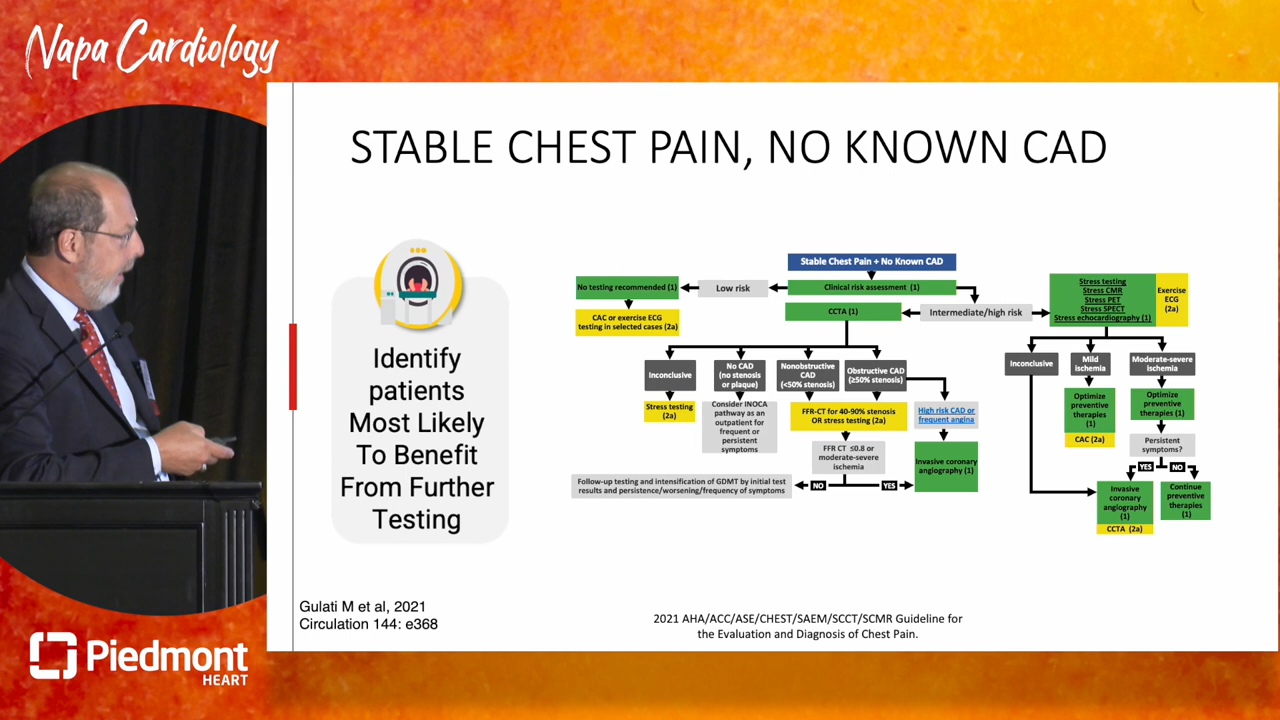 Napa Cardiology
STABLE CHEST PAIN, NO KNOWN CAD
Identify
patients
Most Likely
To Benefit
From Further
Testing
Stable Chest Pain + No Known CAD
No testing recommended (1)
Low risk
Clinical risk assessment (1)
CAC or exercise ECG
testing in selected cases (2a)
CCTA (1)
Intermediate/high risk
Stress testing
Stress CMR
Stress PET
Stress SPECT
Stress echocardiography (1)
Exercise
ECG
(2a)
Inconclusive
No CAD
(no stenosis
or plaque)
Nonobstructive
CAD
(<50% stenosis)
Obstructive CAD
(≥50% stenosis)
Inconclusive
Mild
ischemia
Moderate-severe
ischemia
Stress testing
(2a)
Consider INOCA
pathway as an
outpatient for
frequent or
persistent
symptoms
FFR-CT for 40-90% stenosis
OR stress testing (2a)
High risk CAD or
frequent angina
Optimize
preventive
therapies
(1)
CAC (2a)
Optimize
preventive
therapies (1)
FFR CT ≤0.8 or
moderate-severe
ischemia
Invasive coronary
angiography (1)
Persistent
symptoms?
YES
NO
Follow-up testing and intensification of GDMT by initial test
results and persistence/worsening/frequency of symptoms
NO
YES
Invasive
coronary
angiography
(1)
CCTA (2a)
Continue
preventive
therapies
(1)
Gulati M et al, 2021
Circulation 144: e368
2021 AHA/ACC/ASE/CHEST/SAEM/SCCT/SCMR Guideline for
the Evaluation and Diagnosis of Chest Pain.
Piedmont
HEART